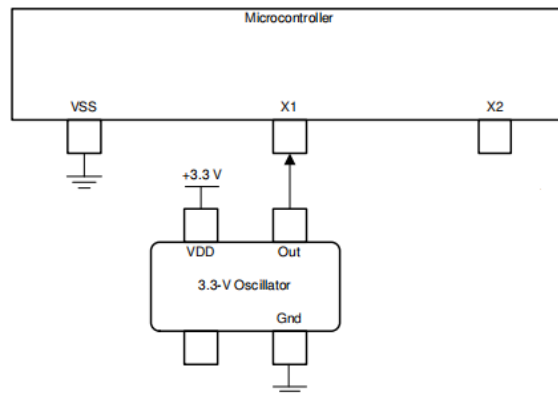 Microcontroller
VSS X1 X2
+3.3 V
VDD Out
3.3-V Oscillator
Gnd